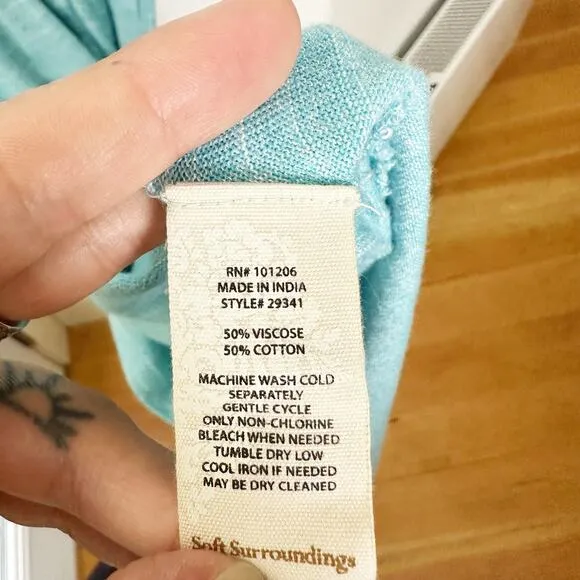 RN# 101206
MADE IN INDIA
STYLE# 29341
50% VISCOSE
50% COTTON
MACHINE WASH COLD
SEPARATELY
GENTLE CYCLE
ONLY NON-CHLORINE
BLEACH WHEN NEEDED
TUMBLE DRY LOW
COOL IRON IF NEEDED
MAY BE DRY CLEANED
Soft Surroundings